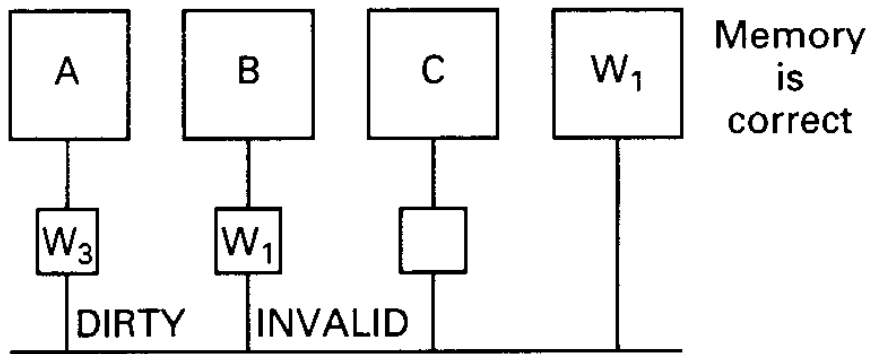 A B C W₁ Memory
is
correct
W₃ W₁
DIRTY INVALID